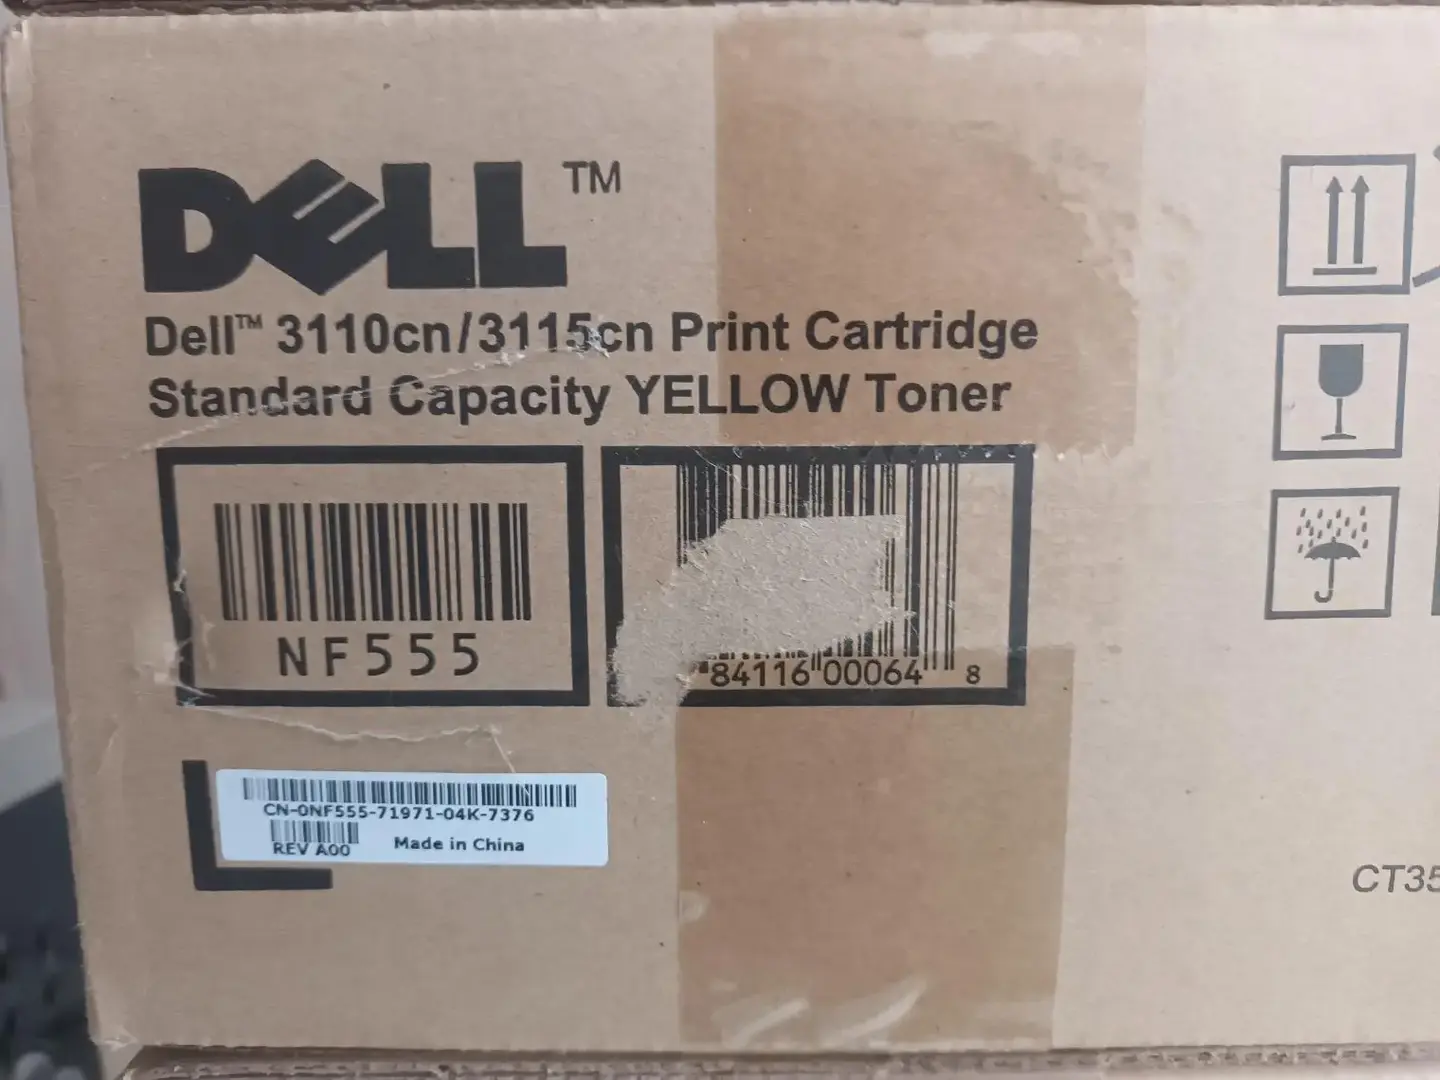 DELL™
Dell™ 3110cn/3115cn Print Cartridge
Standard Capacity YELLOW Toner
NF555
84116 00064 8
CN-0NF555-71971-04K-7376
REV A00 Made in China
CT35